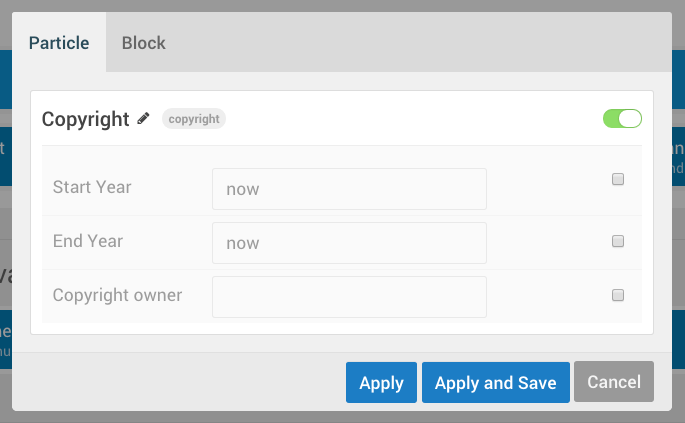 Particle
Block
Copyright
copyright
Start Year
now
End Year
now
Copyright owner
Apply
Apply and Save
Cancel